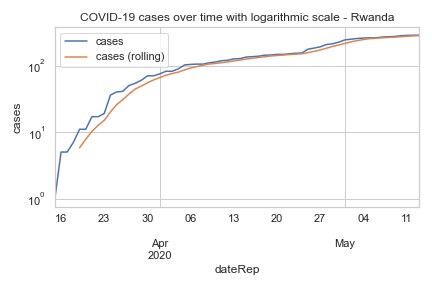 COVID-19 cases over time with logarithmic scale - Rwanda
cases
cases (rolling)
cases
10²
10¹
10⁰
16 23 30 06 13 20 27 04 11
Apr May
2020
dateRep